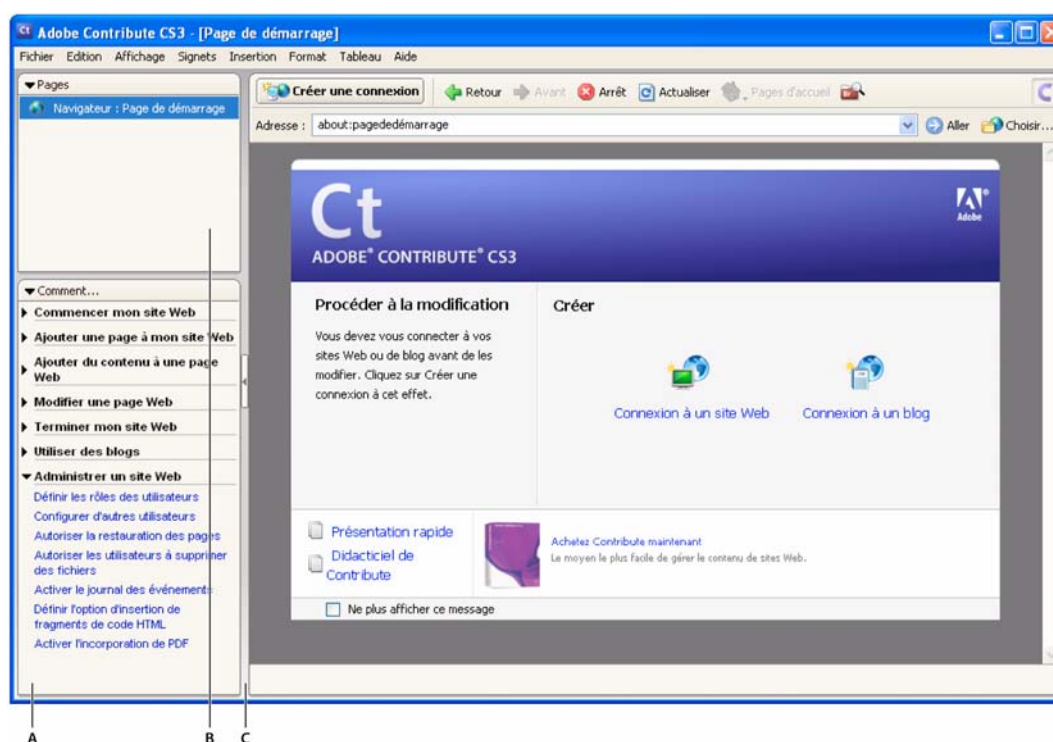 Adobe Contribute CS3 - [Page de démarrage]
Fichier Edition Affichage Signets Insertion Format Tableau Aide
Pages
Navigateur : Page de démarrage
Comment...
Commencer mon site Web
Ajouter une page à mon site Web
Ajouter du contenu à une page
Web
Modifier une page Web
Terminer mon site Web
Utiliser des blogs
Administrer un site Web
Définir les rôles des utilisateurs
Configurer d'autres utilisateurs
Autoriser la restauration des pages
Autoriser les utilisateurs à supprimer
des fichiers
Activer le journal des événements
Définir l'option d'insertion de
fragments de code HTML
Activer l'incorporation de PDF
Créer une connexion Retour Avant Arrêt Actualiser Pages d'accueil
Adresse : about:pagededémarrage Aller Choisir...
Ct
ADOBE® CONTRIBUTE® CS3
Adobe
Procéder à la modification
Vous devez vous connecter à vos
sites Web ou de blog avant de les
modifier. Cliquez sur Créer une
connexion à cet effet.
Créer
Connexion à un site Web
Connexion à un blog
Présentation rapide
Didacticiel de
Contribute
Achetez Contribute maintenant
Le moyen le plus facile de gérer le contenu de sites Web.
Ne plus afficher ce message
A B C